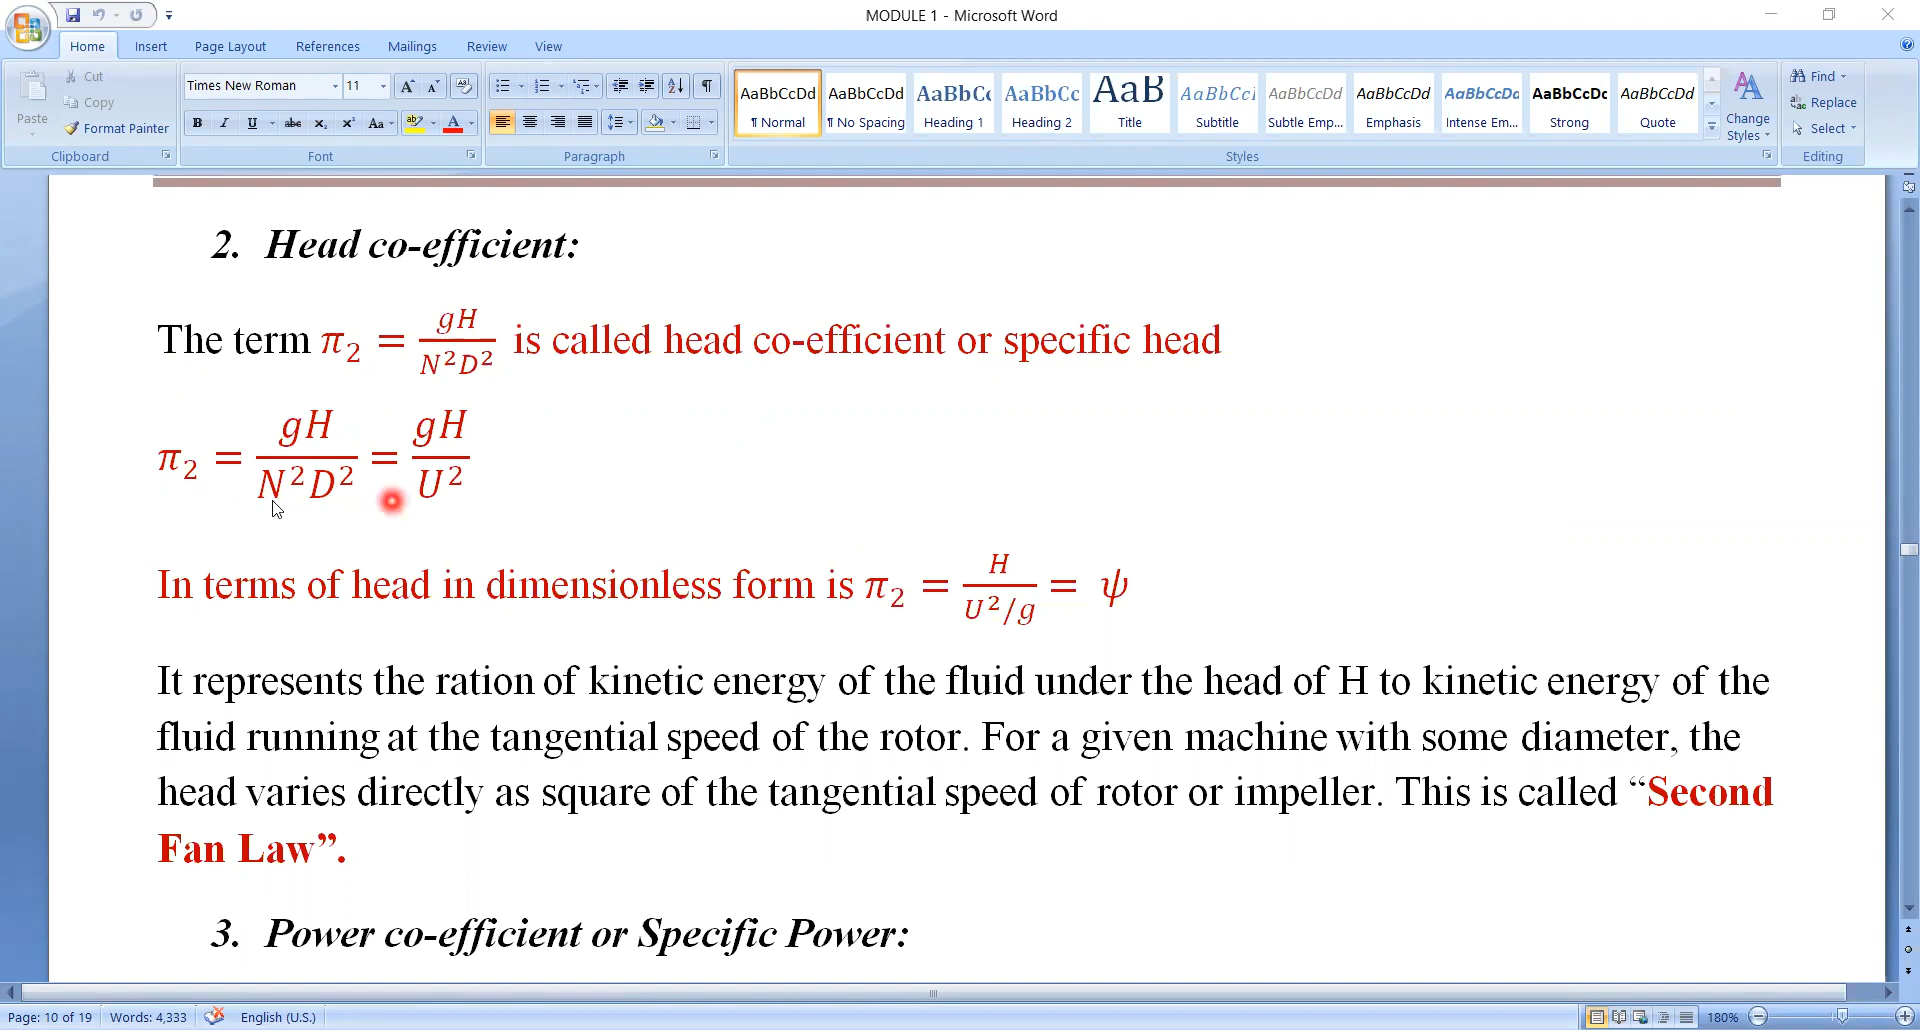 MODULE 1 - Microsoft Word
Home Insert Page Layout References Mailings Review View
Paste
Cut
Copy
Format Painter
Clipboard
Times New Roman 11
Font
Paragraph
AaBbCcDd AaBbCcDd AaBbCc AaBbCc AaB AaBbCcl AaBbCcDd AaBbCcDd AaBbCcDd AaBbCcDd AaBbCcDd
¶ Normal ¶ No Spacing Heading 1 Heading 2 Title Subtitle Subtle Emp... Emphasis Intense Em... Strong Quote
Change
Styles
Styles
Find
Replace
Select
Editing
2. Head co-efficient:
The term π₂ = gH / N²D² is called head co-efficient or specific head
π₂ = gH / N²D² = gH / U²
In terms of head in dimensionless form is π₂ = H / U²/g = ψ
It represents the ration of kinetic energy of the fluid under the head of H to kinetic energy of the
fluid running at the tangential speed of the rotor. For a given machine with some diameter, the
head varies directly as square of the tangential speed of rotor or impeller. This is called “Second
Fan Law”.
3. Power co-efficient or Specific Power:
Page: 10 of 19 Words: 4,333 English (U.S.) 180%